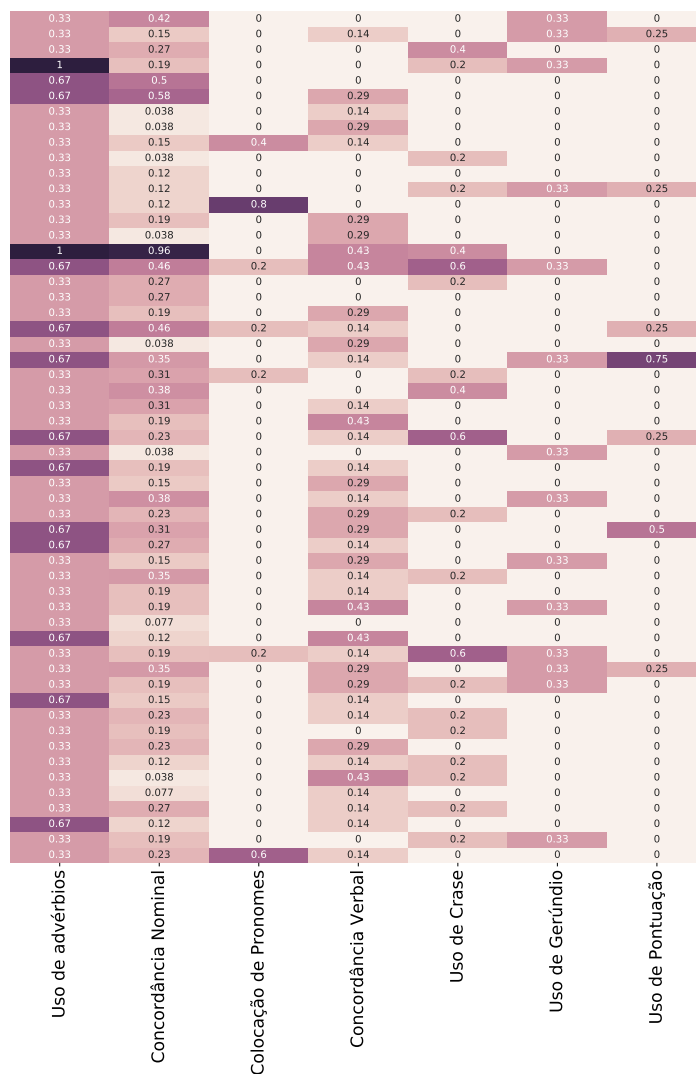 0.33 0.42 0 0 0 0.33 0
0.33 0.15 0 0.14 0 0.33 0.25
0.33 0.27 0 0 0.4 0 0
1 0.19 0 0 0.2 0.33 0
0.67 0.5 0 0 0 0 0
0.67 0.58 0 0.29 0 0 0
0.33 0.038 0 0.14 0 0 0
0.33 0.038 0 0.29 0 0 0
0.33 0.15 0.4 0.14 0 0 0
0.33 0.038 0 0 0.2 0 0
0.33 0.12 0 0 0 0 0
0.33 0.12 0 0 0.2 0.33 0.25
0.33 0.12 0.8 0 0 0 0
0.33 0.19 0 0.29 0 0 0
0.33 0.038 0 0.29 0 0 0
1 0.96 0 0.43 0.4 0 0
0.67 0.46 0.2 0.43 0.6 0.33 0
0.33 0.27 0 0 0.2 0 0
0.33 0.27 0 0 0 0 0
0.33 0.19 0 0.29 0 0 0
0.67 0.46 0.2 0.14 0 0 0.25
0.33 0.038 0 0.29 0 0 0
0.67 0.35 0 0.14 0 0.33 0.75
0.33 0.31 0.2 0 0.2 0 0
0.33 0.38 0 0 0.4 0 0
0.33 0.31 0 0.14 0 0 0
0.33 0.19 0 0.43 0 0 0
0.67 0.23 0 0.14 0.6 0 0.25
0.33 0.038 0 0 0 0.33 0
0.67 0.19 0 0.14 0 0 0
0.33 0.15 0 0.29 0 0 0
0.33 0.38 0 0.14 0 0.33 0
0.33 0.23 0 0.29 0.2 0 0
0.67 0.31 0 0.29 0 0 0.5
0.67 0.27 0 0.14 0 0 0
0.33 0.15 0 0.29 0 0.33 0
0.33 0.35 0 0.14 0.2 0 0
0.33 0.19 0 0.14 0 0 0
0.33 0.19 0 0.43 0 0.33 0
0.33 0.077 0 0 0 0 0
0.67 0.12 0 0.43 0 0 0
0.33 0.19 0.2 0.14 0.6 0.33 0
0.33 0.35 0 0.29 0 0.33 0.25
0.33 0.19 0 0.29 0.2 0.33 0
0.67 0.15 0 0.14 0 0 0
0.33 0.23 0 0.14 0.2 0 0
0.33 0.19 0 0 0.2 0 0
0.33 0.23 0 0.29 0 0 0
0.33 0.12 0 0.14 0.2 0 0
0.33 0.038 0 0.43 0.2 0 0
0.33 0.077 0 0.14 0 0 0
0.33 0.27 0 0.14 0.2 0 0
0.67 0.12 0 0.14 0 0 0
0.33 0.19 0 0 0.2 0.33 0
0.33 0.23 0.6 0.14 0 0 0
Uso de advérbios
Concordância Nominal
Colocação de Pronomes
Concordância Verbal
Uso de Crase
Uso de Gerúndio
Uso de Pontuação